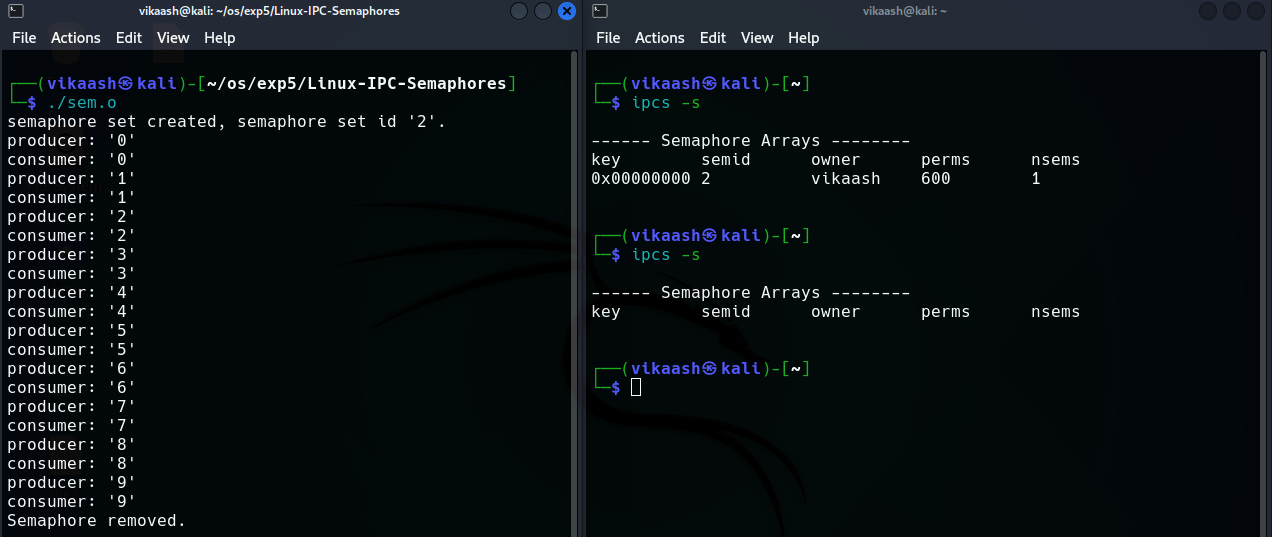 vikaash@kali: ~/os/exp5/Linux-IPC-Semaphores
File Actions Edit View Help
┌──(vikaash㉿kali)-[~/os/exp5/Linux-IPC-Semaphores]
└─$ ./sem.o
semaphore set created, semaphore set id '2'.
producer: '0'
consumer: '0'
producer: '1'
consumer: '1'
producer: '2'
consumer: '2'
producer: '3'
consumer: '3'
producer: '4'
consumer: '4'
producer: '5'
consumer: '5'
producer: '6'
consumer: '6'
producer: '7'
consumer: '7'
producer: '8'
consumer: '8'
producer: '9'
consumer: '9'
Semaphore removed.
vikaash@kali: ~
File Actions Edit View Help
┌──(vikaash㉿kali)-[~]
└─$ ipcs -s
------ Semaphore Arrays --------
key        semid      owner      perms      nsems
0x00000000 2          vikaash    600        1
┌──(vikaash㉿kali)-[~]
└─$ ipcs -s
------ Semaphore Arrays --------
key        semid      owner      perms      nsems
┌──(vikaash㉿kali)-[~]
└─$